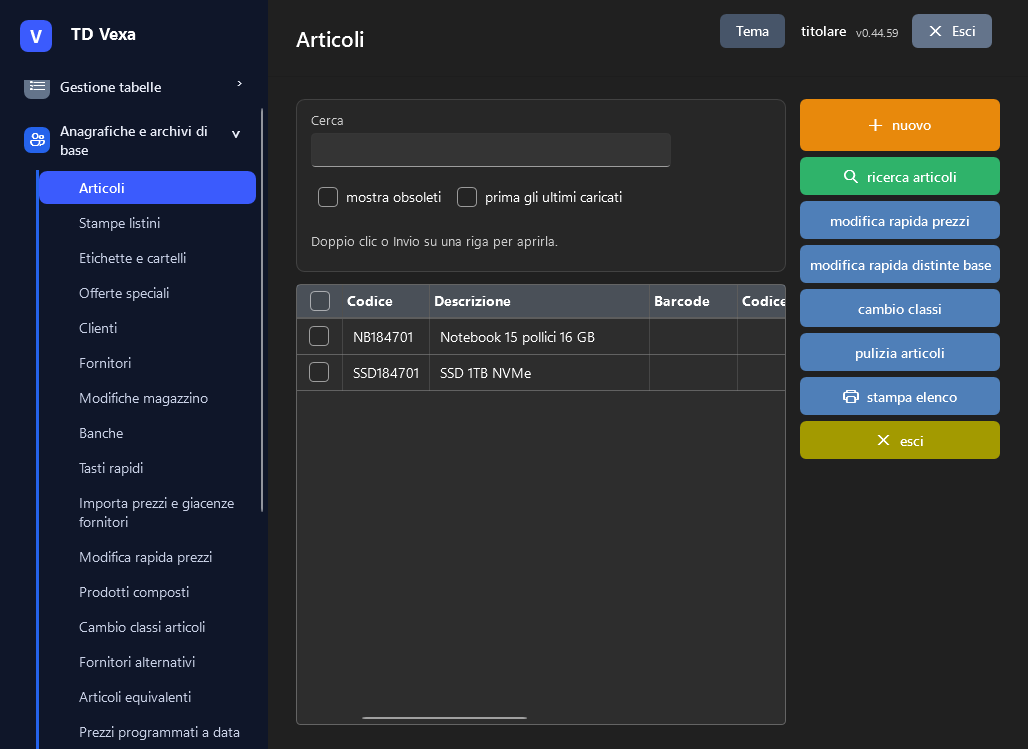 V TD Vexa
Gestione tabelle
Anagrafiche e archivi di
base
Articoli
Stampe listini
Etichette e cartelli
Offerte speciali
Clienti
Fornitori
Modifiche magazzino
Banche
Tasti rapidi
Importa prezzi e giacenze
fornitori
Modifica rapida prezzi
Prodotti composti
Cambio classi articoli
Fornitori alternativi
Articoli equivalenti
Prezzi programmati a data
Articoli
Tema titolare v0.44.59 Esci
Cerca
mostra obsoleti prima gli ultimi caricati
Doppio clic o Invio su una riga per aprirla.
Codice Descrizione Barcode Codice
NB184701 Notebook 15 pollici 16 GB
SSD184701 SSD 1TB NVMe
nuovo
ricerca articoli
modifica rapida prezzi
modifica rapida distinte base
cambio classi
pulizia articoli
stampa elenco
esci